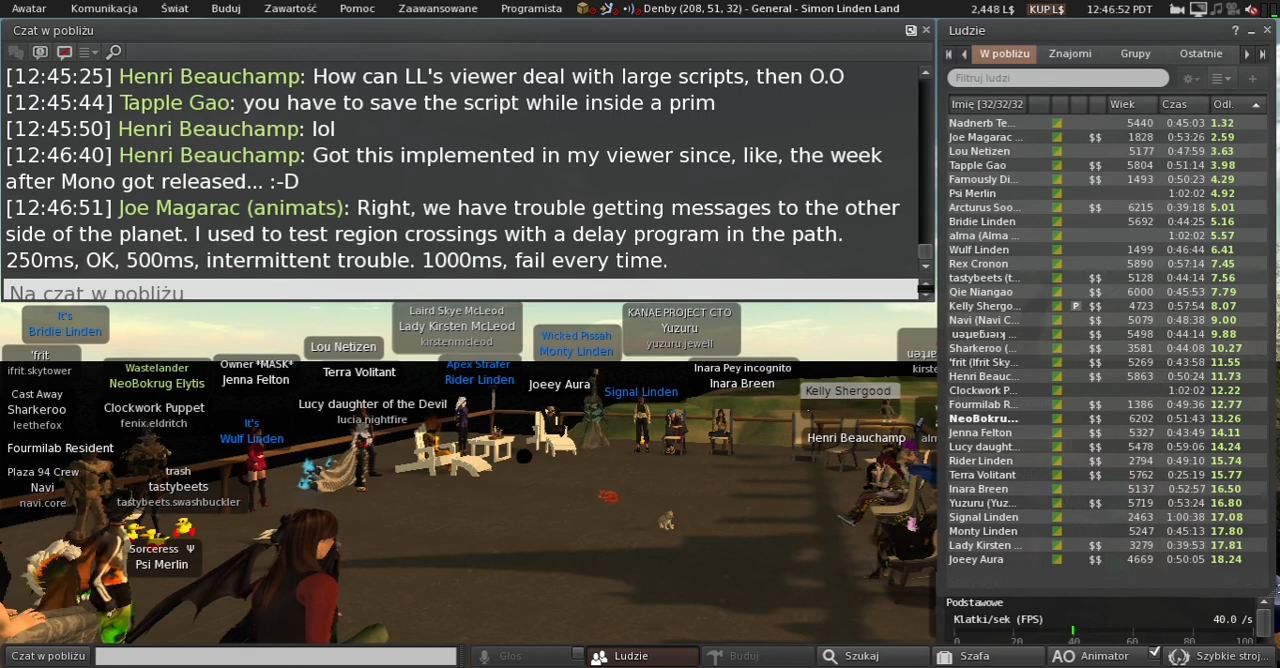 Awatar Komunikacja Świat Buduj Zawartość Pomoc Zaawansowane Programista Denby (208, 51, 32) - General - Simon Linden Land 2,448 L$ KUP L$ 12:46:52 PDT
Czat w pobliżu
[12:45:25] Henri Beauchamp: How can LL's viewer deal with large scripts, then O.O
[12:45:44] Tapple Gao: you have to save the script while inside a prim
[12:45:50] Henri Beauchamp: lol
[12:46:40] Henri Beauchamp: Got this implemented in my viewer since, like, the week
after Mono got released... :-D
[12:46:51] Joe Magarac (animats): Right, we have trouble getting messages to the other
side of the planet. I used to test region crossings with a delay program in the path.
250ms, OK, 500ms, intermittent trouble. 1000ms, fail every time.
Na czat w pobliżu
It's
Bridie Linden
'frit
ifrit.skytower
Cast Away
Sharkeroo
leethefox
Fourmilab Resident
Plaza 94 Crew
Navi
navi.core
Wastelander
NeoBokrug Elytis
Clockwork Puppet
fenix.eldritch
trash
tastybeets
tastybeets.swashbuckler
Sorceress Ψ
Psi Merlin
Owner *MASK*
Jenna Felton
It's
Wulf Linden
Lou Netizen
Terra Volitant
Lucy daughter of the Devil
lucia.nightfire
Laird Skye McLeod
Lady Kirsten McLeod
kirstenmcleod
Apex Strafer
Rider Linden
Wicked Pissah
Monty Linden
Joeey Aura
Signal Linden
KANAE PROJECT CTO
Yuzuru
yuzuru.jewell
Inara Pey incognito
Inara Breen
Kelly Shergood
Henri Beauchamp
Ludzie
W pobliżu Znajomi Grupy Ostatnie
Filtruj ludzi
Imię [32/32/32 Wiek Czas Odl.
Nadnerb Te... 5440 0:45:03 1.32
Joe Magarac ... $$ 1828 0:53:26 2.59
Lou Netizen 5177 0:47:59 3.63
Tapple Gao $$ 5804 0:51:14 3.98
Famously Di... $$ 1493 0:50:23 4.29
Psi Merlin 1:02:02 4.92
Arcturus Soo... $$ 6215 0:39:18 5.01
Bridie Linden 5692 0:44:25 5.16
alma (Alma ... 1:02:02 5.57
Wulf Linden 1499 0:46:44 6.41
Rex Cronon 5890 0:57:14 7.45
tastybeets (t... $$ 5128 0:44:14 7.56
Qie Niangao $$ 6000 0:45:53 7.79
Kelly Shergo... P $$ 4723 0:57:54 8.07
Navi (Navi C... $$ 5079 0:48:38 9.00
$$ 5498 0:44:14 9.88
Sharkeroo (... $$ 3581 0:44:08 10.27
'frit (Ifrit Sky... $$ 5269 0:43:58 11.55
Henri Beauc... $$ 5863 0:50:24 11.73
Clockwork P... 1:02:02 12.22
Fourmilab R... $$ 1386 0:49:36 12.77
NeoBokru... $$ 6202 0:51:43 13.26
Jenna Felton $$ 5327 0:43:49 14.11
Lucy daught... $$ 5478 0:59:06 14.24
Rider Linden $$ 2794 0:49:10 15.74
Terra Volitant $$ 5762 0:25:19 15.77
Inara Breen 5137 0:52:57 16.50
Yuzuru (Yuz... $$ 5719 0:53:24 16.80
Signal Linden 2463 1:00:38 17.08
Monty Linden 5247 0:45:13 17.80
Lady Kirsten ... $$ 3279 0:39:53 17.81
Joeey Aura $$ 4669 0:50:05 18.24
Podstawowe
Klatki/sek (FPS) 40.0 /s
0 20 40 60 80 100
Czat w pobliżu Głos Ludzie Buduj Szukaj Szafa AO Animator Szybkie stroj...